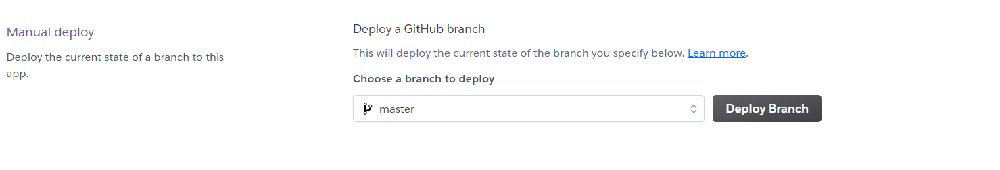 Manual deploy
Deploy the current state of a branch to this
app.
Deploy a GitHub branch
This will deploy the current state of the branch you specify below. Learn more.
Choose a branch to deploy
master
Deploy Branch